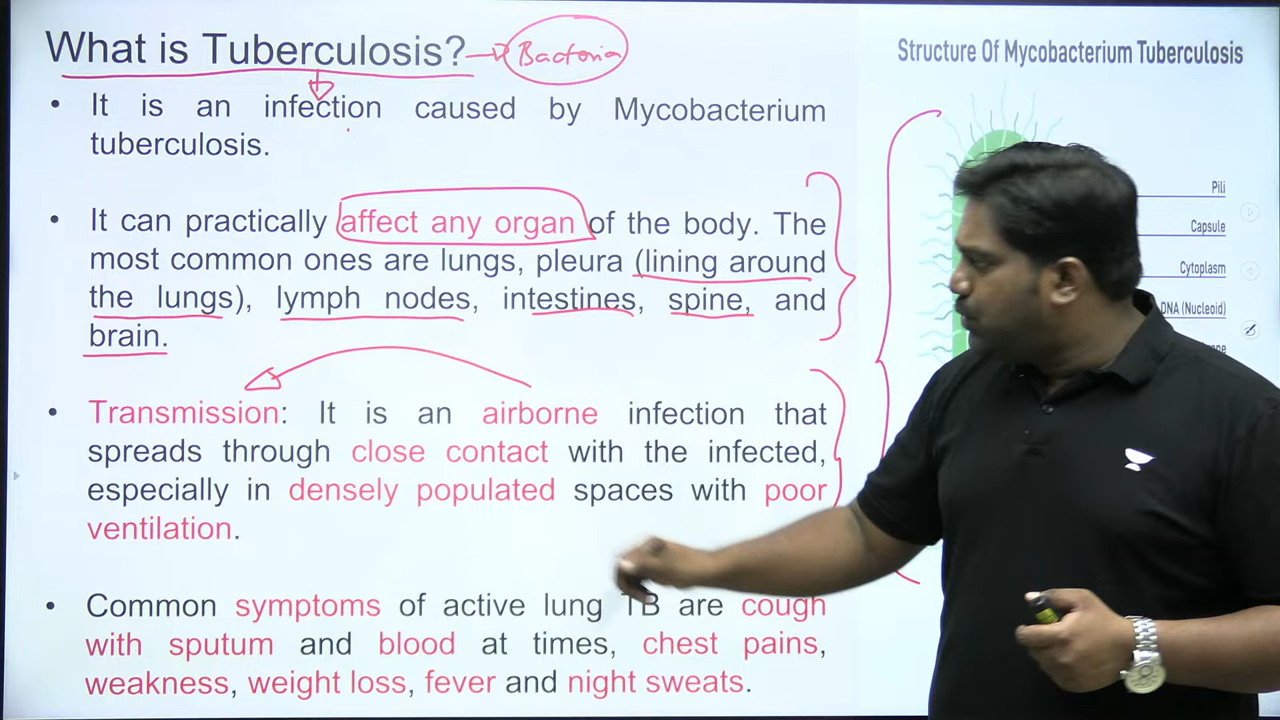 What is Tuberculosis? Bacteria
• It is an infection caused by Mycobacterium
tuberculosis.
• It can practically affect any organ of the body. The
most common ones are lungs, pleura (lining around
the lungs), lymph nodes, intestines, spine, and
brain.
• Transmission: It is an airborne infection that
spreads through close contact with the infected,
especially in densely populated spaces with poor
ventilation.
• Common symptoms of active lung TB are cough
with sputum and blood at times, chest pains,
weakness, weight loss, fever and night sweats.
Structure Of Mycobacterium Tuberculosis
Pili
Capsule
Cytoplasm
DNA (Nucleoid)